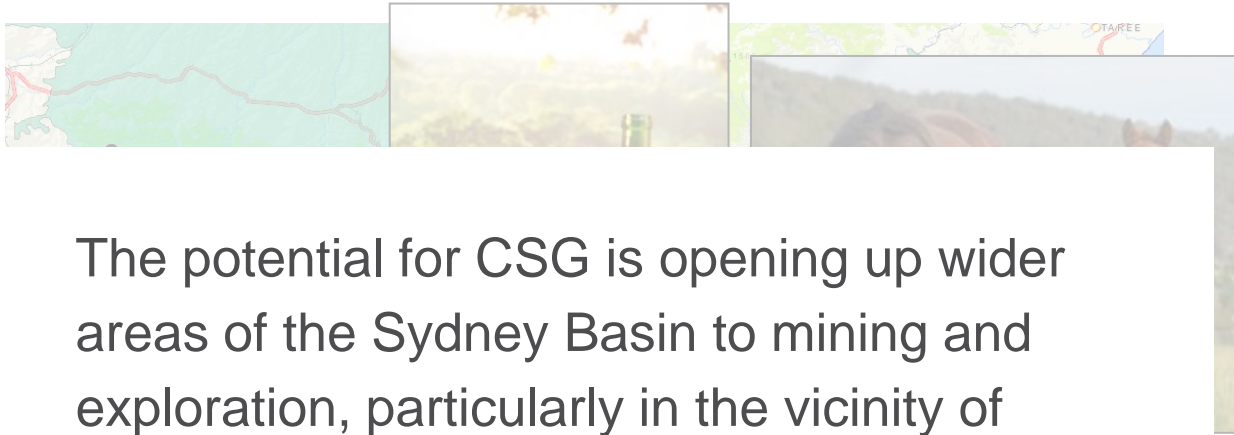 TAREE
The potential for CSG is opening up wider
areas of the Sydney Basin to mining and
exploration, particularly in the vicinity of